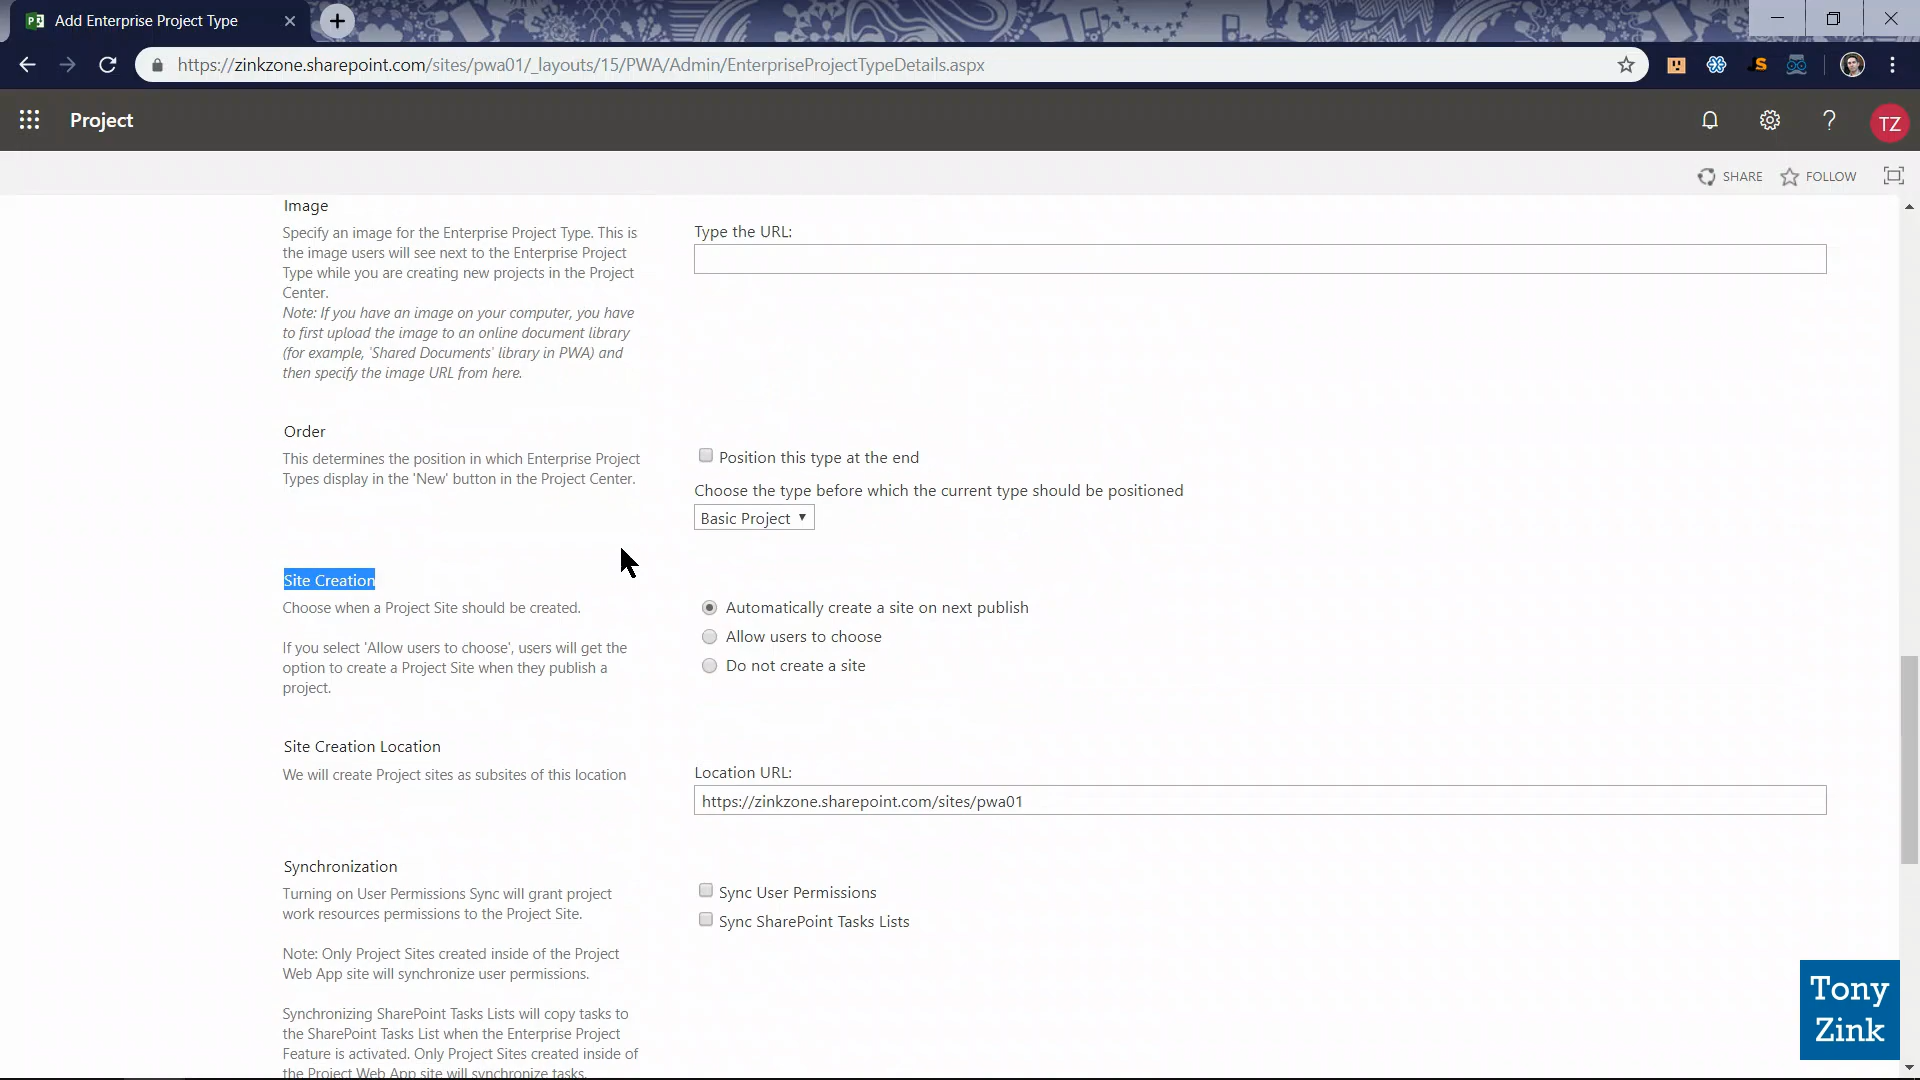 Add Enterprise Project Type
https://zinkzone.sharepoint.com/sites/pwa01/_layouts/15/PWA/Admin/EnterpriseProjectTypeDetails.aspx
Project
TZ
SHARE
FOLLOW
Image
Specify an image for the Enterprise Project Type. This is
the image users will see next to the Enterprise Project
Type while you are creating new projects in the Project
Center.
Note: If you have an image on your computer, you have
to first upload the image to an online document library
(for example, 'Shared Documents' library in PWA) and
then specify the image URL from here.
Type the URL:
Order
This determines the position in which Enterprise Project
Types display in the 'New' button in the Project Center.
Position this type at the end
Choose the type before which the current type should be positioned
Basic Project
Site Creation
Choose when a Project Site should be created.
If you select 'Allow users to choose', users will get the
option to create a Project Site when they publish a
project.
Automatically create a site on next publish
Allow users to choose
Do not create a site
Site Creation Location
We will create Project sites as subsites of this location
Location URL:
https://zinkzone.sharepoint.com/sites/pwa01
Synchronization
Turning on User Permissions Sync will grant project
work resources permissions to the Project Site.
Note: Only Project Sites created inside of the Project
Web App site will synchronize user permissions.
Synchronizing SharePoint Tasks Lists will copy tasks to
the SharePoint Tasks List when the Enterprise Project
Feature is activated. Only Project Sites created inside of
the Project Web App site will synchronize tasks.
Sync User Permissions
Sync SharePoint Tasks Lists
Tony
Zink